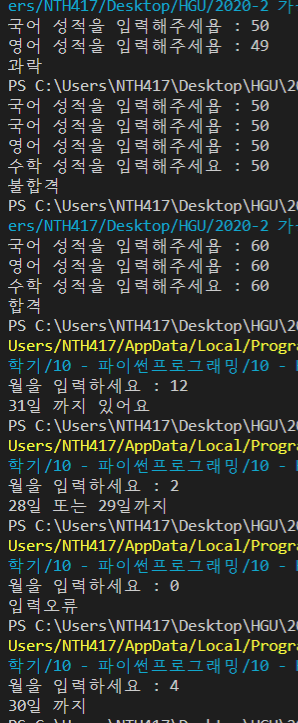 ers/NTH417/Desktop/HGU/2020-2 가
국어 성적을 입력해주세욥 : 50
영어 성적을 입력해주세욥 : 49
과락
PS C:\Users\NTH417\Desktop\HGU\20
국어 성적을 입력해주세욥 : 50
국어 성적을 입력해주세욥 : 50
영어 성적을 입력해주세욥 : 50
수학 성적을 입력해주세요 : 50
불합격
PS C:\Users\NTH417\Desktop\HGU\20
ers/NTH417/Desktop/HGU/2020-2 가
국어 성적을 입력해주세욥 : 60
영어 성적을 입력해주세욥 : 60
수학 성적을 입력해주세요 : 60
합격
PS C:\Users\NTH417\Desktop\HGU\20
Users/NTH417/AppData/Local/Progra
학기/10 - 파이썬프로그래밍/10 -
월을 입력하세요 : 12
31일 까지 있어요
PS C:\Users\NTH417\Desktop\HGU\20
Users/NTH417/AppData/Local/Progra
학기/10 - 파이썬프로그래밍/10 -
월을 입력하세요 : 2
28일 또는 29일까지
PS C:\Users\NTH417\Desktop\HGU\20
Users/NTH417/AppData/Local/Progra
학기/10 - 파이썬프로그래밍/10 -
월을 입력하세요 : 0
입력오류
PS C:\Users\NTH417\Desktop\HGU\20
Users/NTH417/AppData/Local/Progra
학기/10 - 파이썬프로그래밍/10 -
월을 입력하세요 : 4
30일 까지